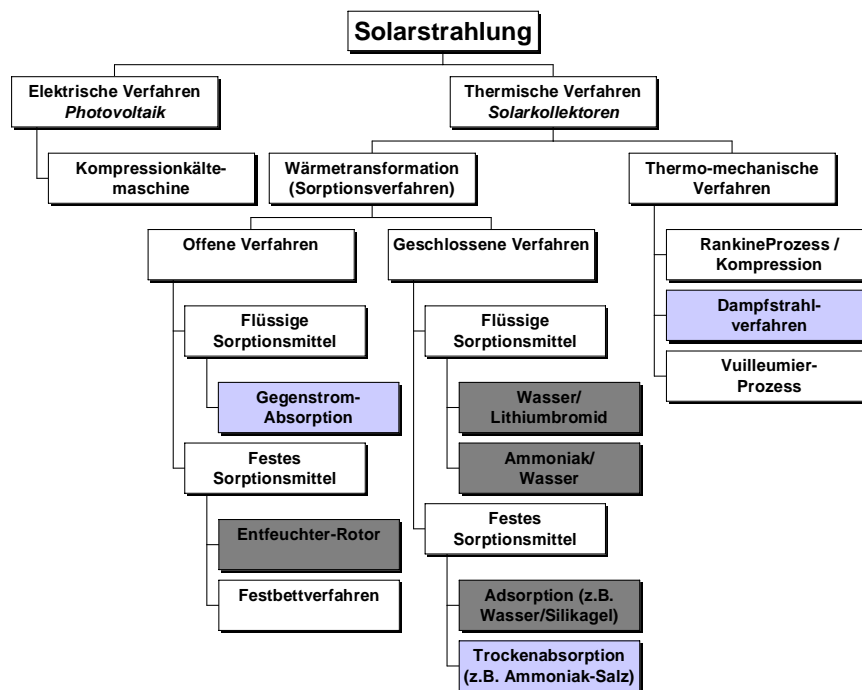 Solarstrahlung
Elektrische Verfahren
Photovoltaik
Thermische Verfahren
Solarkollektoren
Kompressionkälte-
maschine
Wärmetransformation
(Sorptionsverfahren)
Thermo-mechanische
Verfahren
Offene Verfahren
Geschlossene Verfahren
RankineProzess /
Kompression
Dampfstrahl-
verfahren
Vuilleumier-
Prozess
Flüssige
Sorptionsmittel
Gegenstrom-
Absorption
Festes
Sorptionsmittel
Entfeuchter-Rotor
Festbettverfahren
Flüssige
Sorptionsmittel
Wasser/
Lithiumbromid
Ammoniak/
Wasser
Festes
Sorptionsmittel
Adsorption (z.B.
Wasser/Silikagel)
Trockenabsorption
(z.B. Ammoniak-Salz)